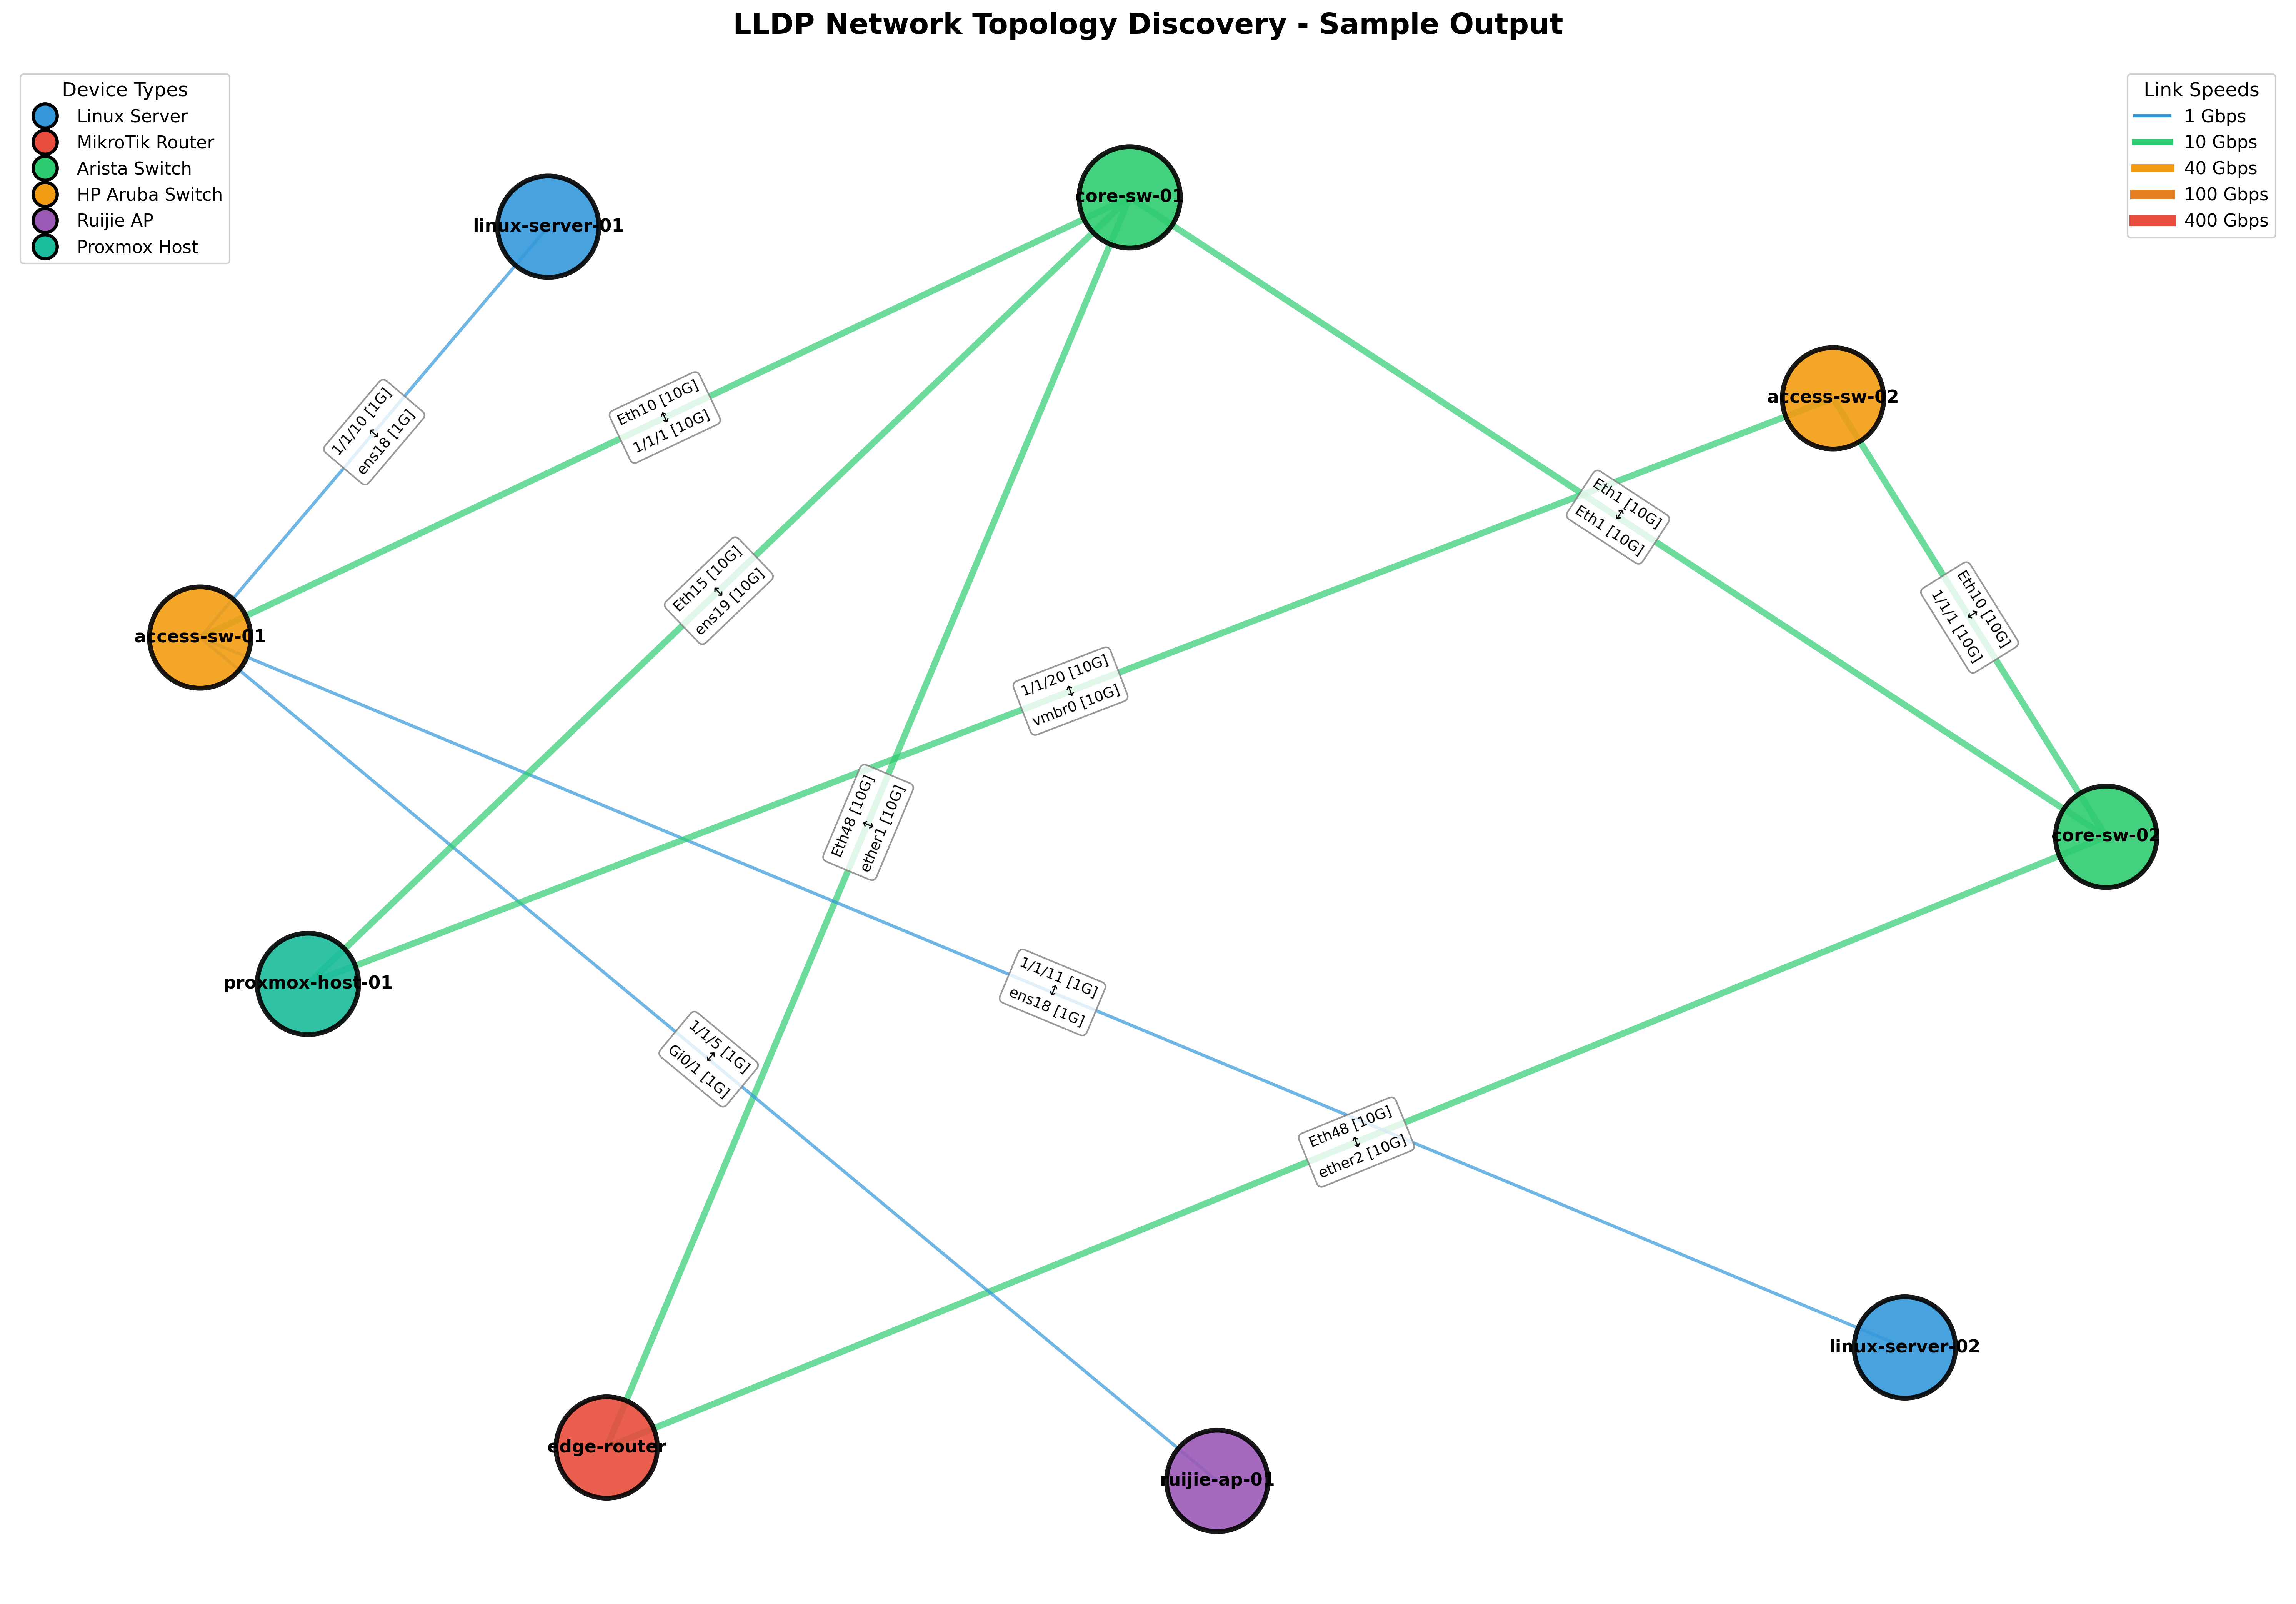 LLDP Network Topology Discovery - Sample Output
Device Types
Linux Server
MikroTik Router
Arista Switch
HP Aruba Switch
Ruijie AP
Proxmox Host
Link Speeds
1 Gbps
10 Gbps
40 Gbps
100 Gbps
400 Gbps
core-sw-01
linux-server-01
access-sw-02
1/1/10 [1G]
↔
ens18 [1G]
Eth10 [10G]
↔
1/1/1 [10G]
Eth1 [10G]
↔
Eth1 [10G]
Eth15 [10G]
↔
ens19 [10G]
Eth10 [10G]
↔
1/1/1 [10G]
access-sw-01
1/1/20 [10G]
↔
vmbr0 [10G]
Eth48 [10G]
↔
ether1 [10G]
core-sw-02
proxmox-host-01
1/1/11 [1G]
↔
ens18 [1G]
1/1/5 [1G]
↔
Gi0/1 [1G]
Eth48 [10G]
↔
ether2 [10G]
linux-server-02
edge-router
ruijie-ap-01